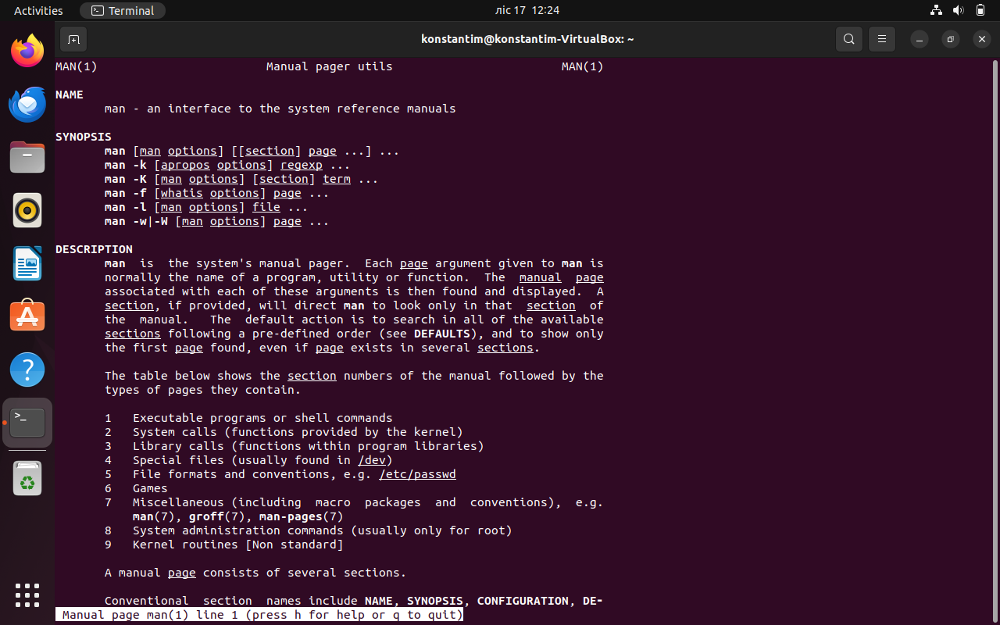 Activities Terminal ліс 17 12:24
konstantim@konstantim-VirtualBox: ~
MAN(1) Manual pager utils MAN(1)
NAME
man - an interface to the system reference manuals
SYNOPSIS
man [man options] [[section] page ...] ...
man -k [apropos options] regexp ...
man -K [man options] [section] term ...
man -f [whatis options] page ...
man -l [man options] file ...
man -w|-W [man options] page ...
DESCRIPTION
man is the system's manual pager. Each page argument given to man is
normally the name of a program, utility or function. The manual page
associated with each of these arguments is then found and displayed. A
section, if provided, will direct man to look only in that section of
the manual. The default action is to search in all of the available
sections following a pre-defined order (see DEFAULTS), and to show only
the first page found, even if page exists in several sections.
The table below shows the section numbers of the manual followed by the
types of pages they contain.
1 Executable programs or shell commands
2 System calls (functions provided by the kernel)
3 Library calls (functions within program libraries)
4 Special files (usually found in /dev)
5 File formats and conventions, e.g. /etc/passwd
6 Games
7 Miscellaneous (including macro packages and conventions), e.g.
man(7), groff(7), man-pages(7)
8 System administration commands (usually only for root)
9 Kernel routines [Non standard]
A manual page consists of several sections.
Conventional section names include NAME, SYNOPSIS, CONFIGURATION, DE-
Manual page man(1) line 1 (press h for help or q to quit)